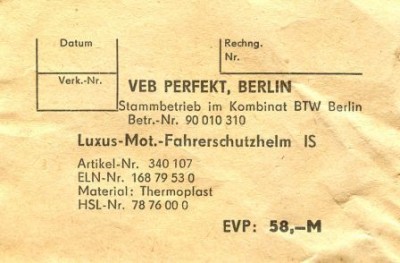 Datum
Rechng.
Nr.
Verk.-Nr.
VEB PERFEKT, BERLIN
Stammbetrieb im Kombinat BTW Berlin
Betr.-Nr. 90 010 310
Luxus-Mot.-Fahrerschutzhelm IS
Artikel-Nr. 340 107
ELN-Nr. 168 79 53 0
Material: Thermoplast
HSL-Nr. 78 76 00 0
EVP: 58,-M